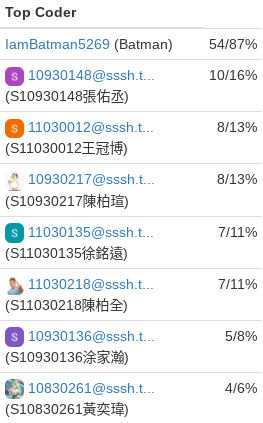 Top Coder
IamBatman5269 (Batman) 54/87%
S 10930148@sssh.t... 10/16%
(S10930148張佑丞)
S 11030012@sssh.t... 8/13%
(S11030012王冠博)
10930217@sssh.t... 8/13%
(S10930217陳柏瑄)
S 11030135@sssh.t... 7/11%
(S11030135徐銘遠)
11030218@sssh.t... 7/11%
(S11030218陳柏全)
S 10930136@sssh.t... 5/8%
(S10930136涂家瀚)
10830261@sssh.t... 4/6%
(S10830261黃奕瑋)